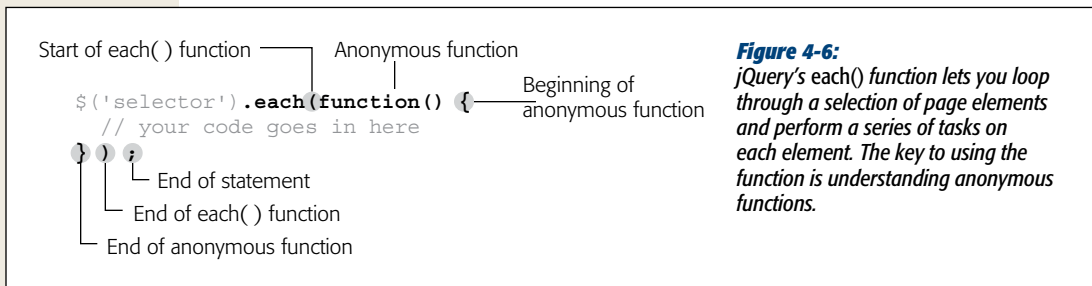 Start of each( ) function
Anonymous function
Beginning of
anonymous function
$('selector').each(function() {
// your code goes in here
} ) ;
End of statement
End of each( ) function
End of anonymous function
Figure 4-6:
jQuery's each() function lets you loop
through a selection of page elements
and perform a series of tasks on
each element. The key to using the
function is understanding anonymous
functions.